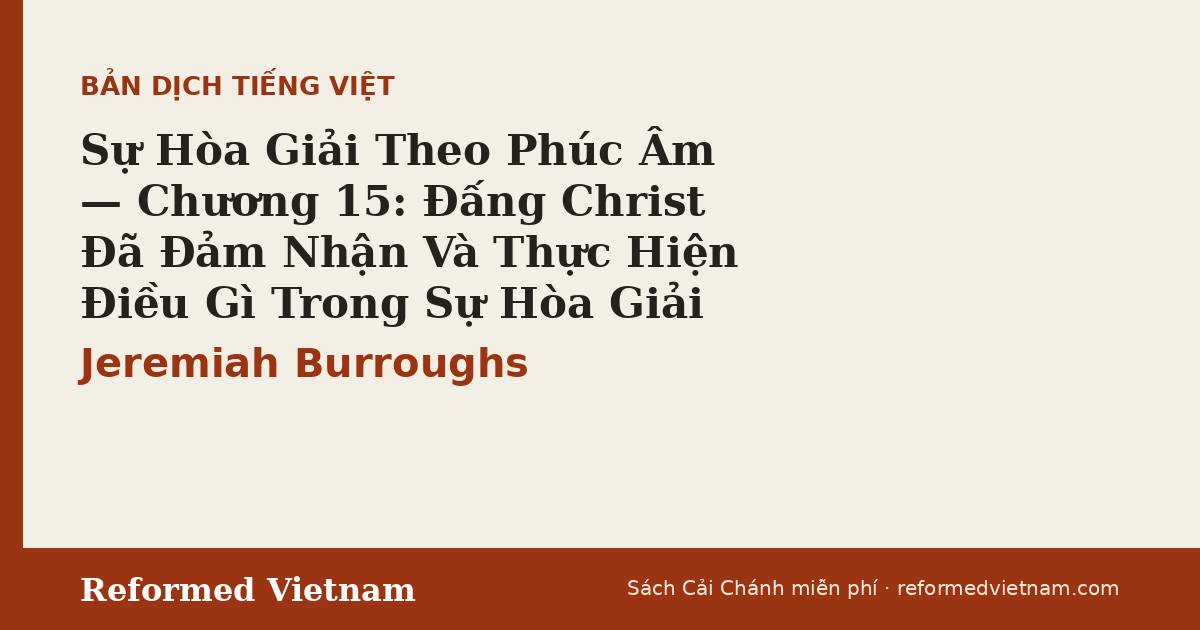 BẢN DỊCH TIẾNG VIỆT
Sự Hòa Giải Theo Phúc Âm
— Chương 15: Đấng Christ
Đã Đảm Nhận Và Thực Hiện
Điều Gì Trong Sự Hòa Giải
Jeremiah Burroughs
Reformed Vietnam
Sách Cải Chánh miễn phí · reformedvietnam.com